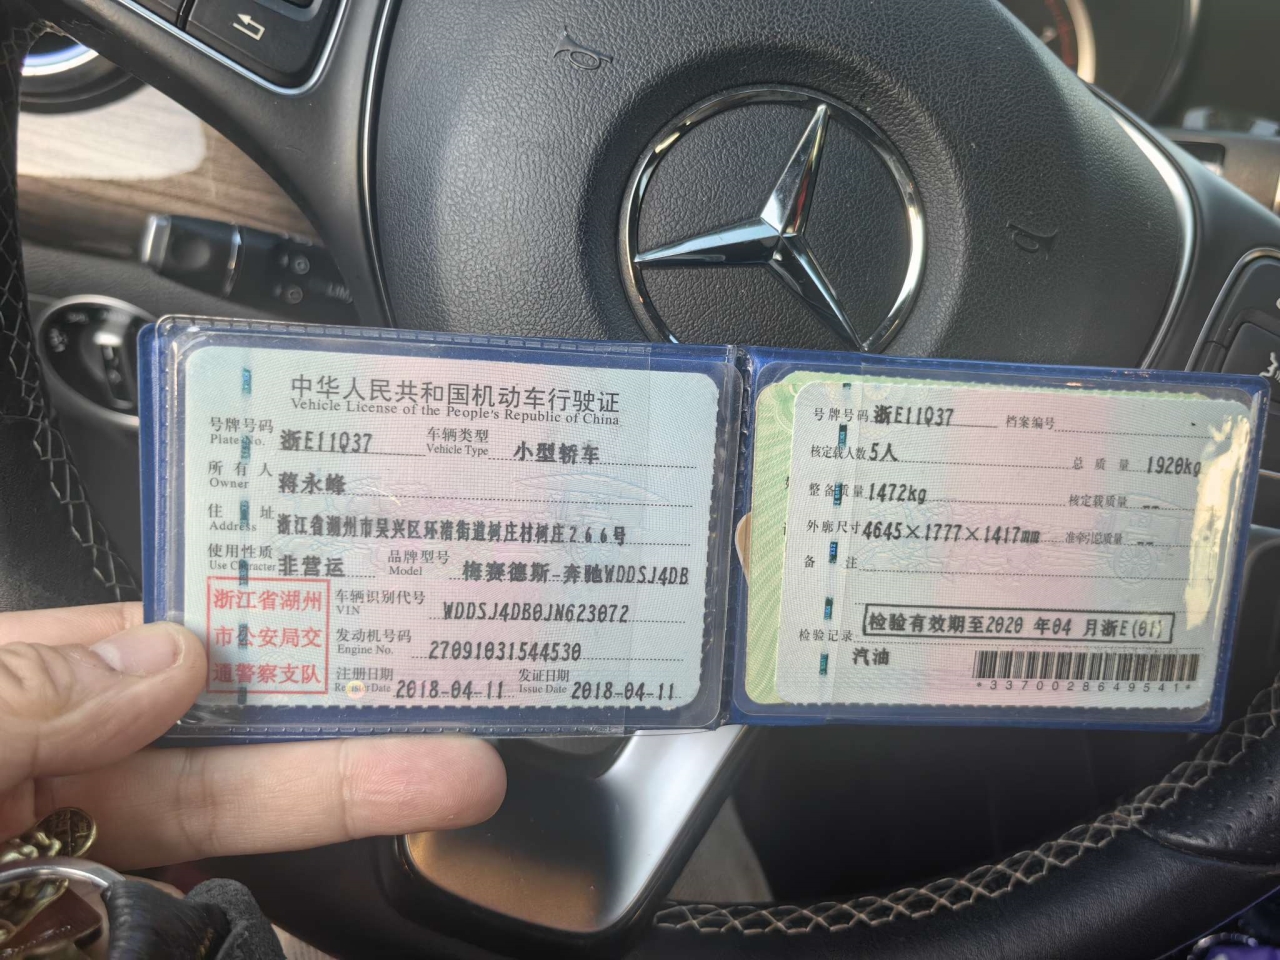 中华人民共和国机动车行驶证
Vehicle License of the People's Republic of China
号牌号码 浙E11Q37 车辆类型 小型轿车
Plate No. Vehicle Type
所有人 蒋永峰
Owner
住址 浙江省湖州市吴兴区环渚街道树庄村树庄266号
Address
使用性质 非营运 品牌型号 梅赛德斯-奔驰WDDSJ4DB
Use Character Model
浙江省湖州
市公安局交
通警察支队
车辆识别代号 WDDSJ4DB0JN623072
VIN
发动机号码 27091031544530
Engine No.
注册日期 2018-04-11 发证日期 2018-04-11
Register Date Issue Date
号牌号码 浙E11Q37 档案编号
核定载人数 5人 总质量 1920kg
整备质量 1472kg 核定载质量 --
外廓尺寸 4645×1777×1417mm 准牵引总质量 --
备注
检验记录 检验有效期至2020年04月浙E(01)
汽油
*3370028649541*
LIM